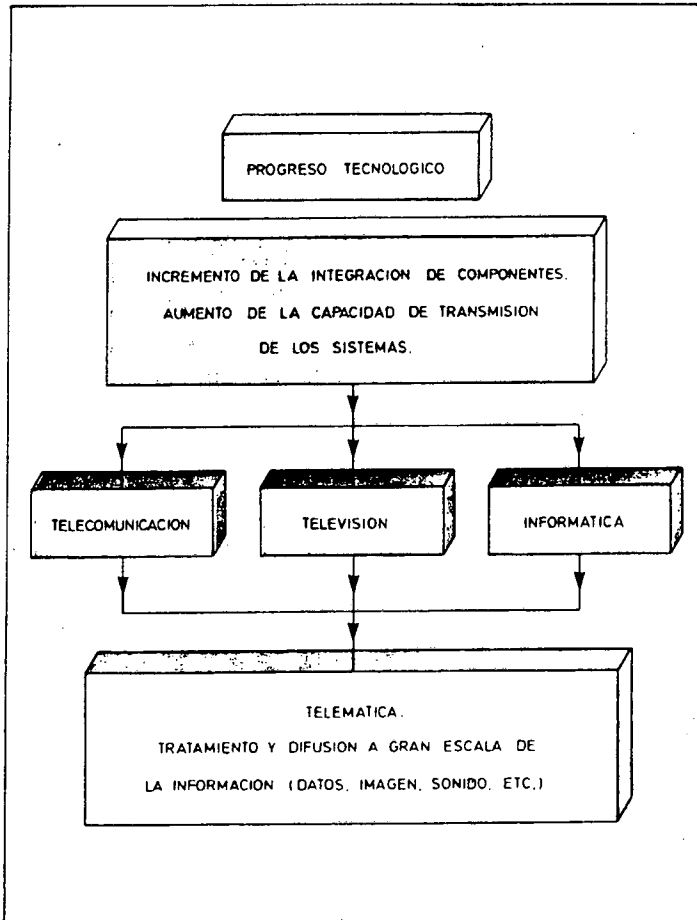 PROGRESO TECNOLOGICO
INCREMENTO DE LA INTEGRACION DE COMPONENTES.
AUMENTO DE LA CAPACIDAD DE TRANSMISION
DE LOS SISTEMAS.
TELECOMUNICACION
TELEVISION
INFORMATICA
TELEMATICA.
TRATAMIENTO Y DIFUSION A GRAN ESCALA DE
LA INFORMACION (DATOS, IMAGEN, SONIDO, ETC,)